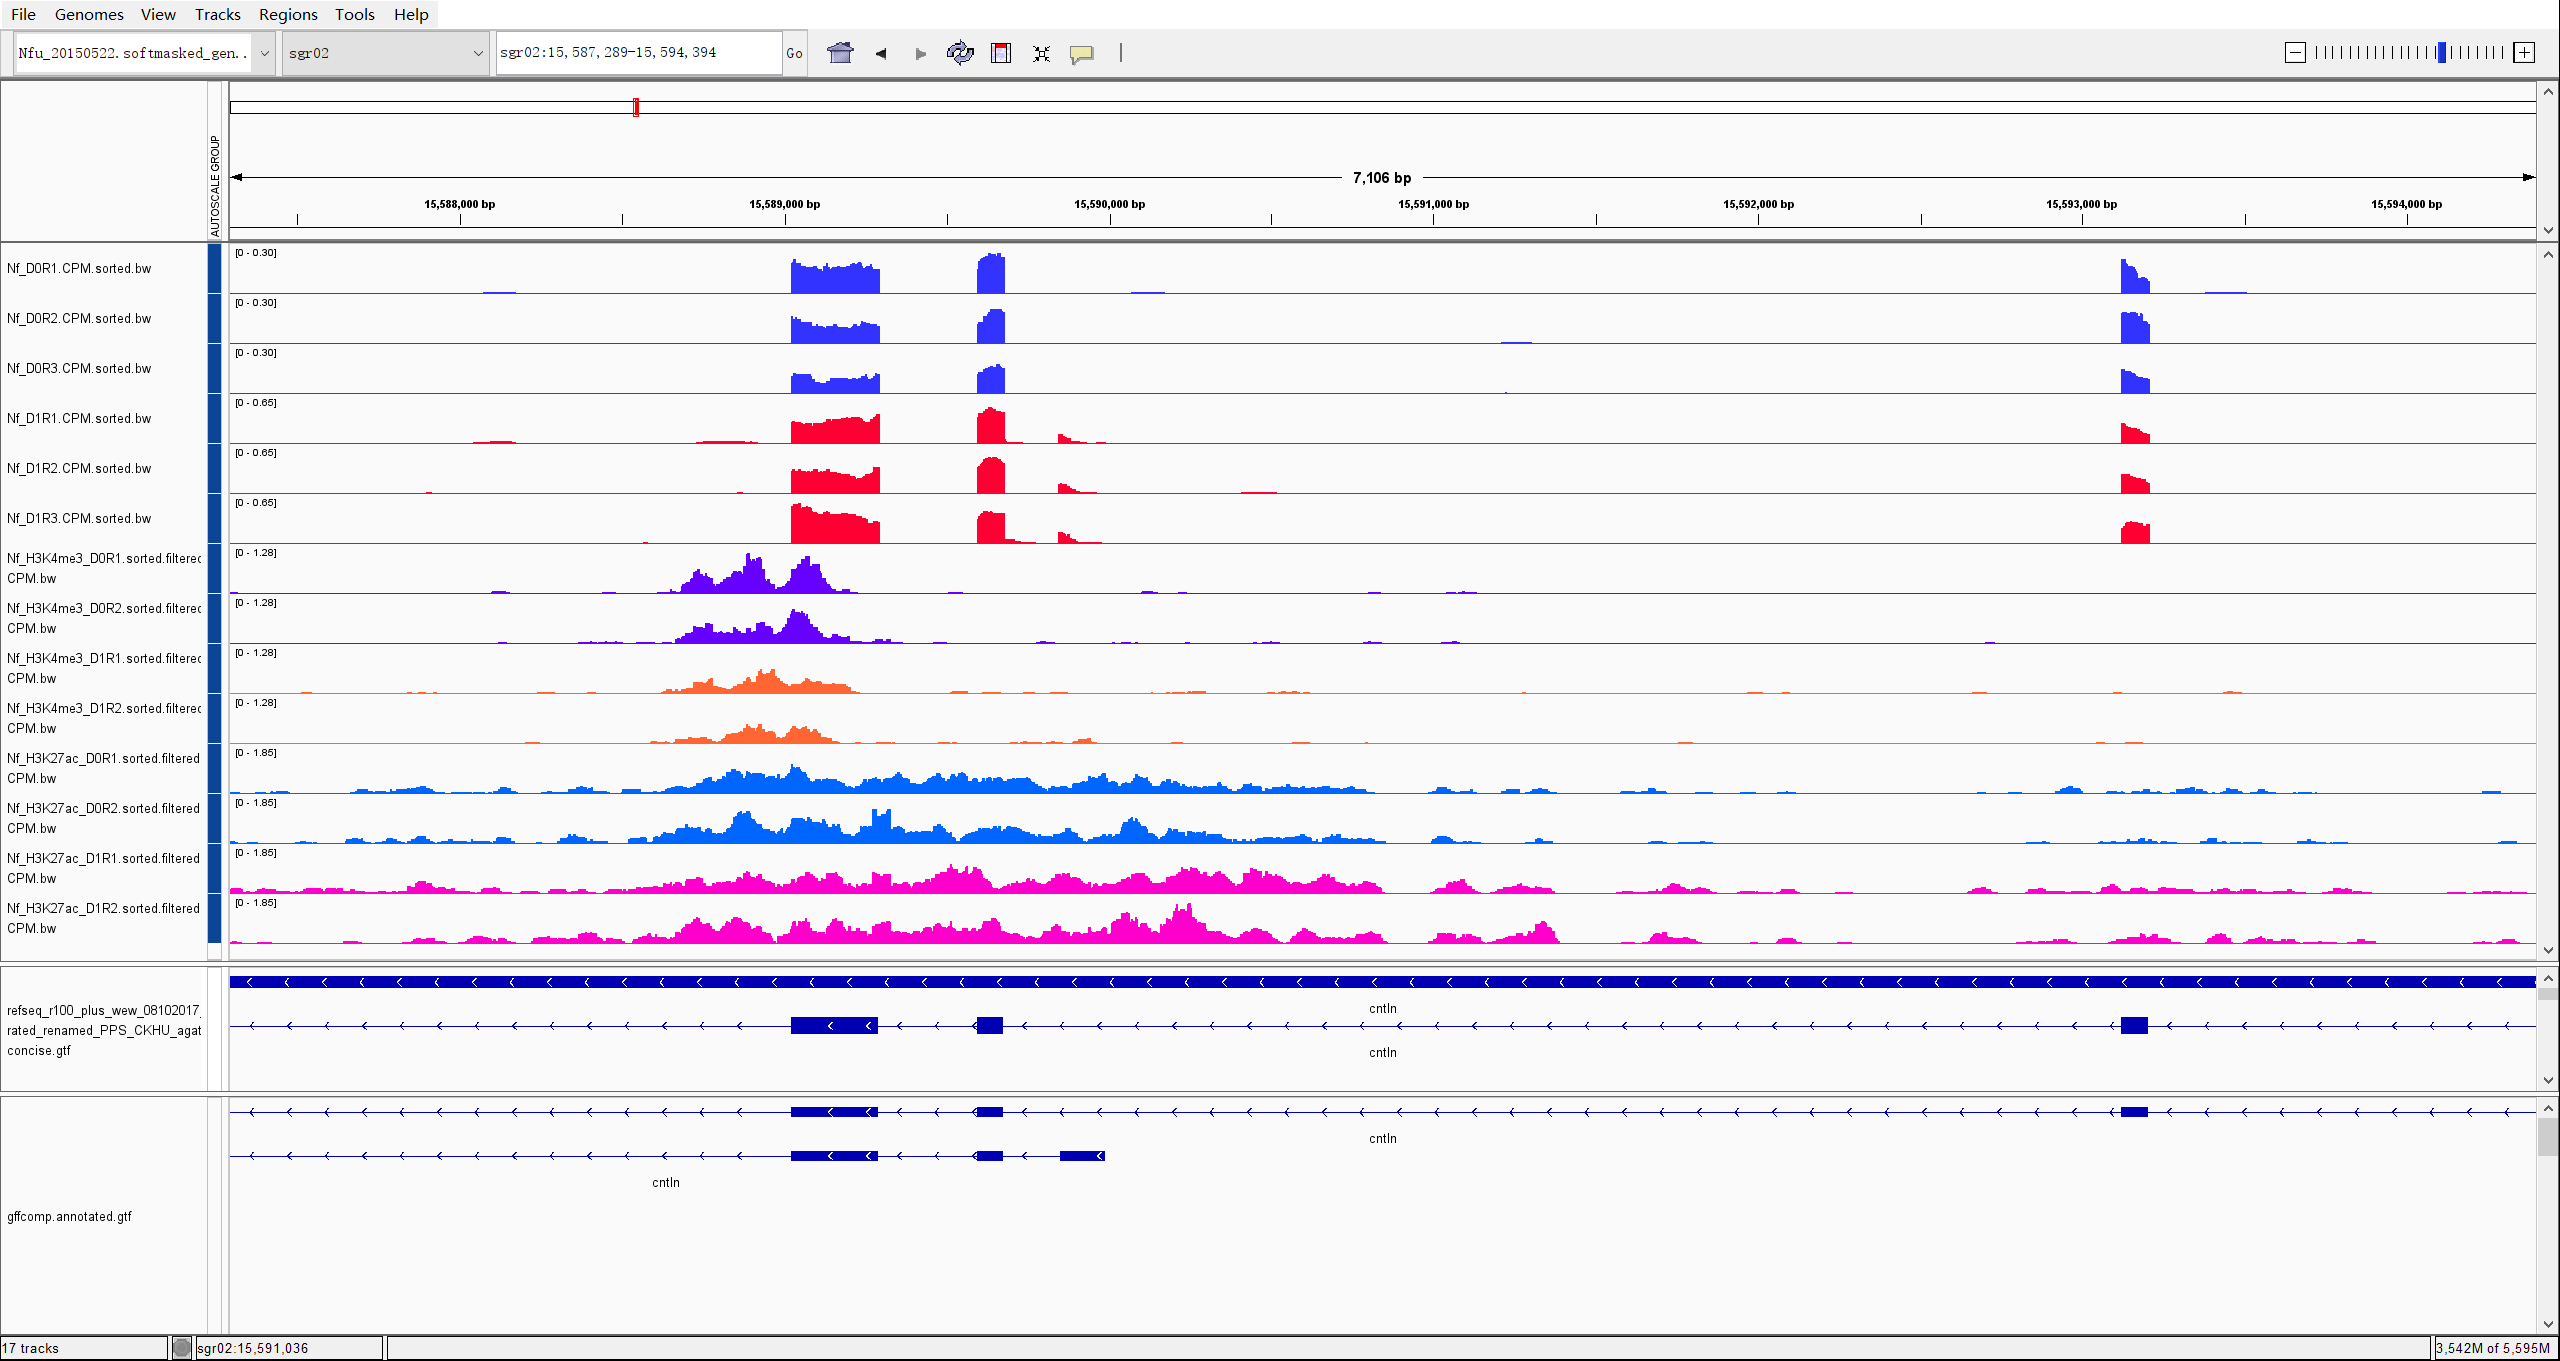 File Genomes View Tracks Regions Tools Help
Nfu_20150522.softmasked_gen.. sgr02 sgr02:15,587,289-15,594,394 Go
AUTOSCALE GROUP
7,106 bp
15,588,000 bp 15,589,000 bp 15,590,000 bp 15,591,000 bp 15,592,000 bp 15,593,000 bp 15,594,000 bp
Nf_D0R1.CPM.sorted.bw [0 - 0.30]
Nf_D0R2.CPM.sorted.bw [0 - 0.30]
Nf_D0R3.CPM.sorted.bw [0 - 0.30]
Nf_D1R1.CPM.sorted.bw [0 - 0.65]
Nf_D1R2.CPM.sorted.bw [0 - 0.65]
Nf_D1R3.CPM.sorted.bw [0 - 0.65]
Nf_H3K4me3_D0R1.sorted.filtered [0 - 1.28]
CPM.bw
Nf_H3K4me3_D0R2.sorted.filtered [0 - 1.28]
CPM.bw
Nf_H3K4me3_D1R1.sorted.filtered [0 - 1.28]
CPM.bw
Nf_H3K4me3_D1R2.sorted.filtered [0 - 1.28]
CPM.bw
Nf_H3K27ac_D0R1.sorted.filtered [0 - 1.85]
CPM.bw
Nf_H3K27ac_D0R2.sorted.filtered [0 - 1.85]
CPM.bw
Nf_H3K27ac_D1R1.sorted.filtered [0 - 1.85]
CPM.bw
Nf_H3K27ac_D1R2.sorted.filtered [0 - 1.85]
CPM.bw
cntln
refseq_r100_plus_wew_08102017_
rated_renamed_PPS_CKHU_agat
concise.gtf
cntln
cntln
cntln
gffcomp.annotated.gtf
17 tracks sgr02:15,591,036 3,542M of 5,595M